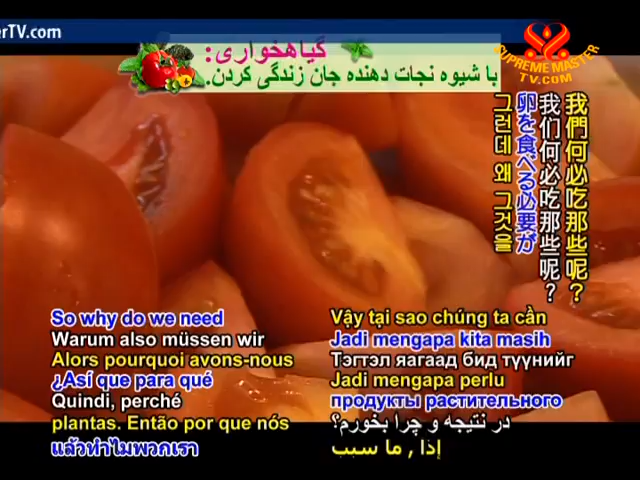 erTV.com
گیاهخواری:
با شیوه نجات دهنده جان زندگی کردن.
SUPREME MASTER
TV.COM
我們何必吃那些呢？
我们何必吃那些呢？
卵を食べる必要が
그런데 왜 그것을
So why do we need
Warum also müssen wir
Alors pourquoi avons-nous
¿Así que para qué
Quindi, perché
plantas. Então por que nós
แล้วทำไมพวกเรา
Vậy tại sao chúng ta cần
Jadi mengapa kita masih
Тэгтэл яагаад бид түүнийг
Jadi mengapa perlu
продукты растительного
در نتیجه و چرا بخورم؟
إذا , ما سبب